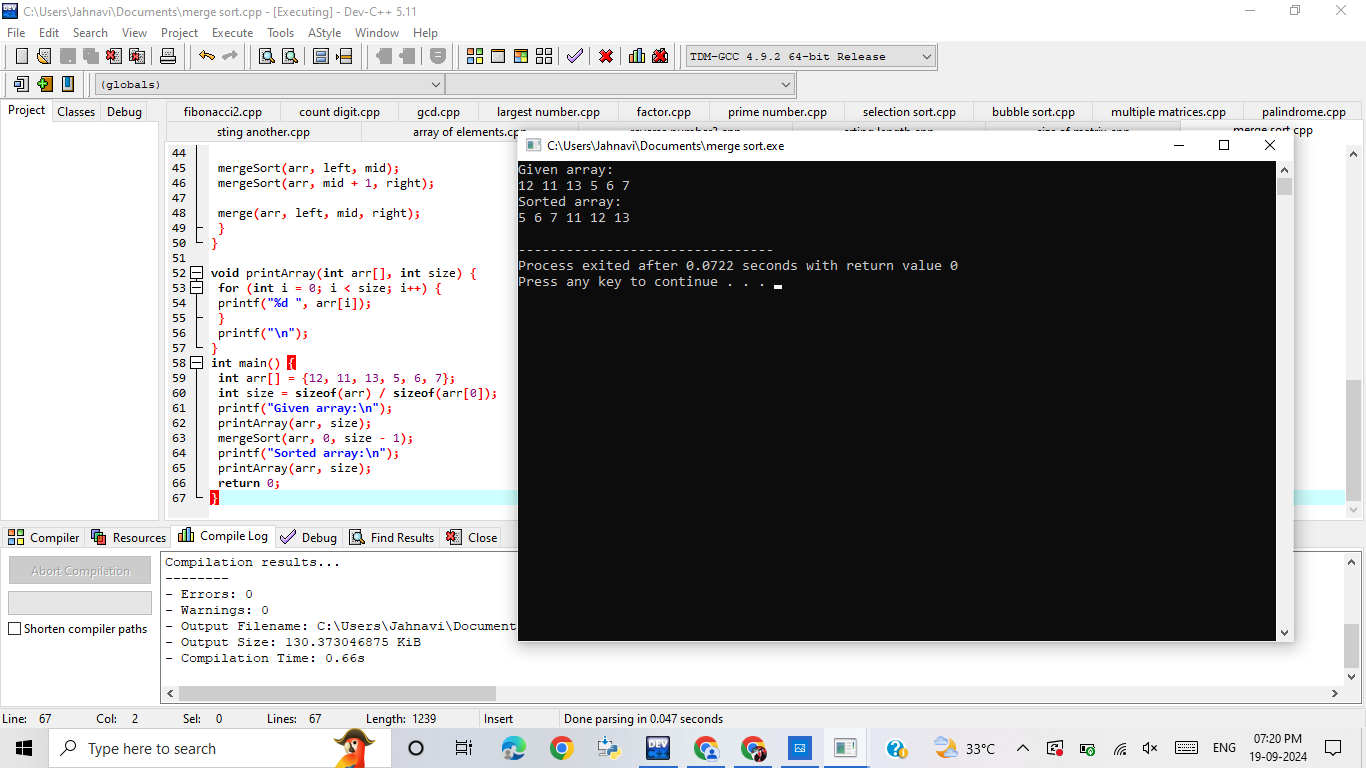 C:\Users\Jahnavi\Documents\merge sort.cpp - [Executing] - Dev-C++ 5.11
File Edit Search View Project Execute Tools AStyle Window Help
TDM-GCC 4.9.2 64-bit Release
(globals)
Project Classes Debug
fibonacci2.cpp count digit.cpp gcd.cpp largest number.cpp factor.cpp prime number.cpp selection sort.cpp bubble sort.cpp multiple matrices.cpp palindrome.cpp
sting another.cpp array of elements.cpp reverse number2.cpp size of matrix.cpp merge sort.cpp
44
45 mergeSort(arr, left, mid);
46 mergeSort(arr, mid + 1, right);
47
48 merge(arr, left, mid, right);
49 }
50 }
51
52 void printArray(int arr[], int size) {
53 for (int i = 0; i < size; i++) {
54 printf("%d ", arr[i]);
55 }
56 printf("\n");
57 }
58 int main() {
59 int arr[] = {12, 11, 13, 5, 6, 7};
60 int size = sizeof(arr) / sizeof(arr[0]);
61 printf("Given array:\n");
62 printArray(arr, size);
63 mergeSort(arr, 0, size - 1);
64 printf("Sorted array:\n");
65 printArray(arr, size);
66 return 0;
67 }
C:\Users\Jahnavi\Documents\merge sort.exe
Given array:
12 11 13 5 6 7
Sorted array:
5 6 7 11 12 13
--------------------------------
Process exited after 0.0722 seconds with return value 0
Press any key to continue . . .
Compiler Resources Compile Log Debug Find Results Close
Abort Compilation
Shorten compiler paths
Compilation results...
--------
- Errors: 0
- Warnings: 0
- Output Filename: C:\Users\Jahnavi\Document
- Output Size: 130.373046875 KiB
- Compilation Time: 0.66s
Line: 67 Col: 2 Sel: 0 Lines: 67 Length: 1239 Insert Done parsing in 0.047 seconds
Type here to search
DEV
33°C
ENG
07:20 PM
19-09-2024